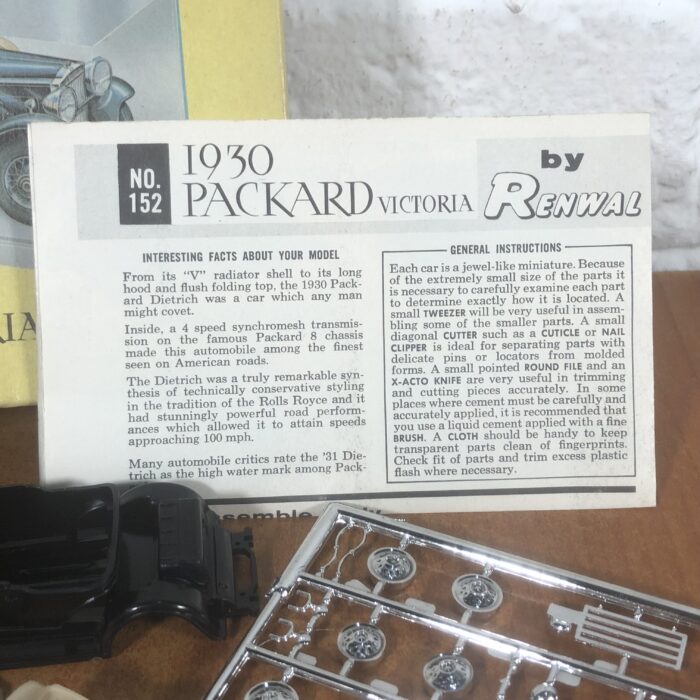 NO.
152
1930
PACKARD VICTORIA
by
RENWAL
INTERESTING FACTS ABOUT YOUR MODEL
From its “V” radiator shell to its long
hood and flush folding top, the 1930 Pack-
ard Dietrich was a car which any man
might covet.
Inside, a 4 speed synchromesh transmis-
sion on the famous Packard 8 chassis
made this automobile among the finest
seen on American roads.
The Dietrich was a truly remarkable syn-
thesis of technically conservative styling
in the tradition of the Rolls Royce and it
had stunningly powerful road perform-
ances which allowed it to attain speeds
approaching 100 mph.
Many automobile critics rate the ’31 Die-
trich as the high water mark among Pack-
GENERAL INSTRUCTIONS
Each car is a jewel-like miniature. Because
of the extremely small size of the parts it
is necessary to carefully examine each part
to determine exactly how it is located. A
small TWEEZER will be very useful in assem-
bling some of the smaller parts. A small
diagonal CUTTER such as a CUTICLE or NAIL
CLIPPER is ideal for separating parts with
delicate pins or locators from molded
forms. A small pointed ROUND FILE and an
X-ACTO KNIFE are very useful in trimming
and cutting pieces accurately. In some
places where cement must be carefully and
accurately applied, it is recommended that
you use a liquid cement applied with a fine
BRUSH. A CLOTH should be handy to keep
transparent parts clean of fingerprints.
Check fit of parts and trim excess plastic
flash where necessary.